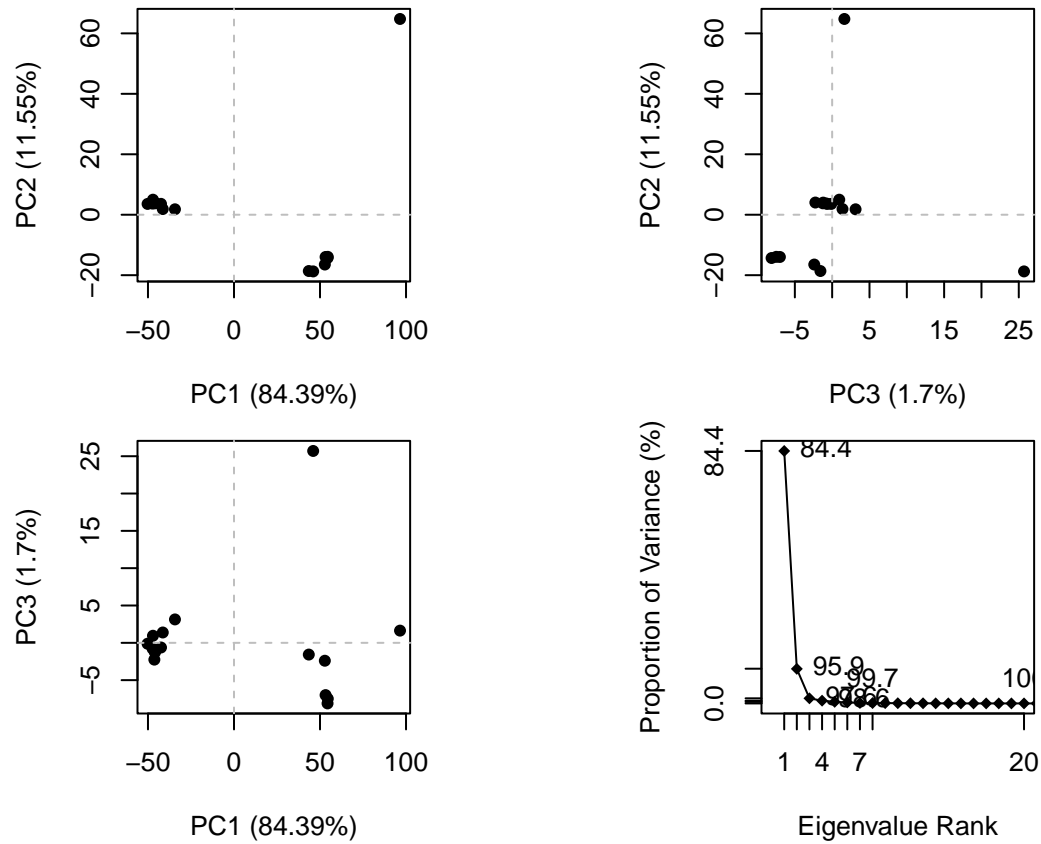 60
40
20
0
−20
PC2 (11.55%)
−50 0 50 100
PC1 (84.39%)
60
40
20
0
−20
PC2 (11.55%)
−5 5 15 25
PC3 (1.7%)
25
15
5
−5
PC3 (1.7%)
−50 0 50 100
PC1 (84.39%)
84.4
0.0
Proportion of Variance (%)
84.4
95.9
99.7
1 4 7 20
Eigenvalue Rank